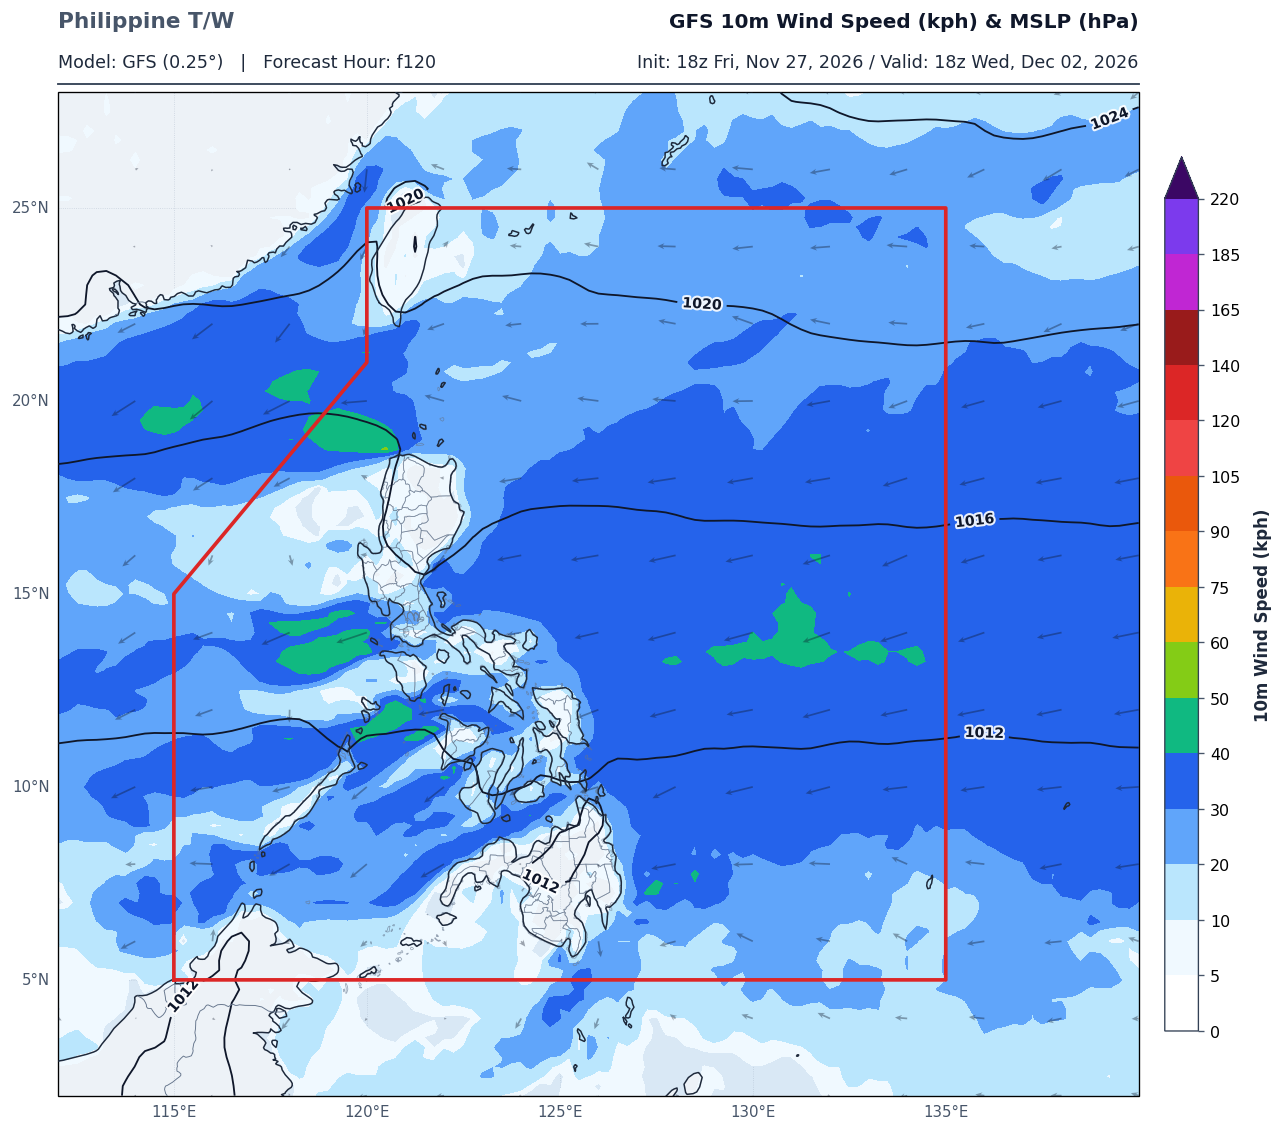 Philippine T/W
GFS 10m Wind Speed (kph) & MSLP (hPa)
Model: GFS (0.25°)   |   Forecast Hour: f120
Init: 18z Fri, Nov 27, 2026 / Valid: 18z Wed, Dec 02, 2026
1024
1020
1020
1016
1012
1012
1012
25°N
20°N
15°N
10°N
5°N
115°E
120°E
125°E
130°E
135°E
220
185
165
140
120
105
90
75
60
50
40
30
20
10
5
0
10m Wind Speed (kph)